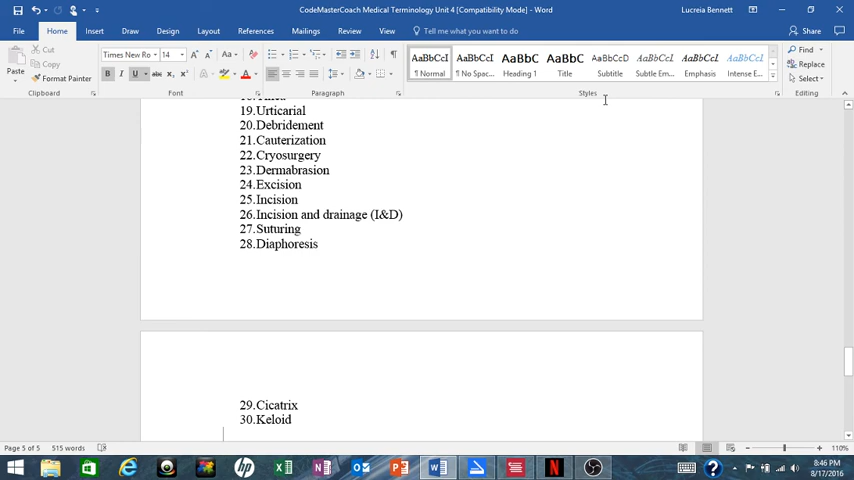 CodeMasterCoach Medical Terminology Unit 4 [Compatibility Mode] - Word
Lucreia Bennett
File Home Insert Draw Design Layout References Mailings Review View Tell me what you want to do Share
Paste Cut Copy Format Painter
Times New Ro 14
B I U abc x₂ x²
AaBbCcI AaBbCcI AaBbCc AaBbC AaBbCcD AaBbCcI AaBbCcI AaBbCcI
¶ Normal ¶ No Spac... Heading 1 Title Subtitle Subtle Em... Emphasis Intense E...
Find Replace Select
Clipboard Font Paragraph Styles Editing
19.Urticarial
20.Debridement
21.Cauterization
22.Cryosurgery
23.Dermabrasion
24.Excision
25.Incision
26.Incision and drainage (I&D)
27.Suturing
28.Diaphoresis
29.Cicatrix
30.Keloid
Page 5 of 5 515 words 110%
8:46 PM
8/17/2016